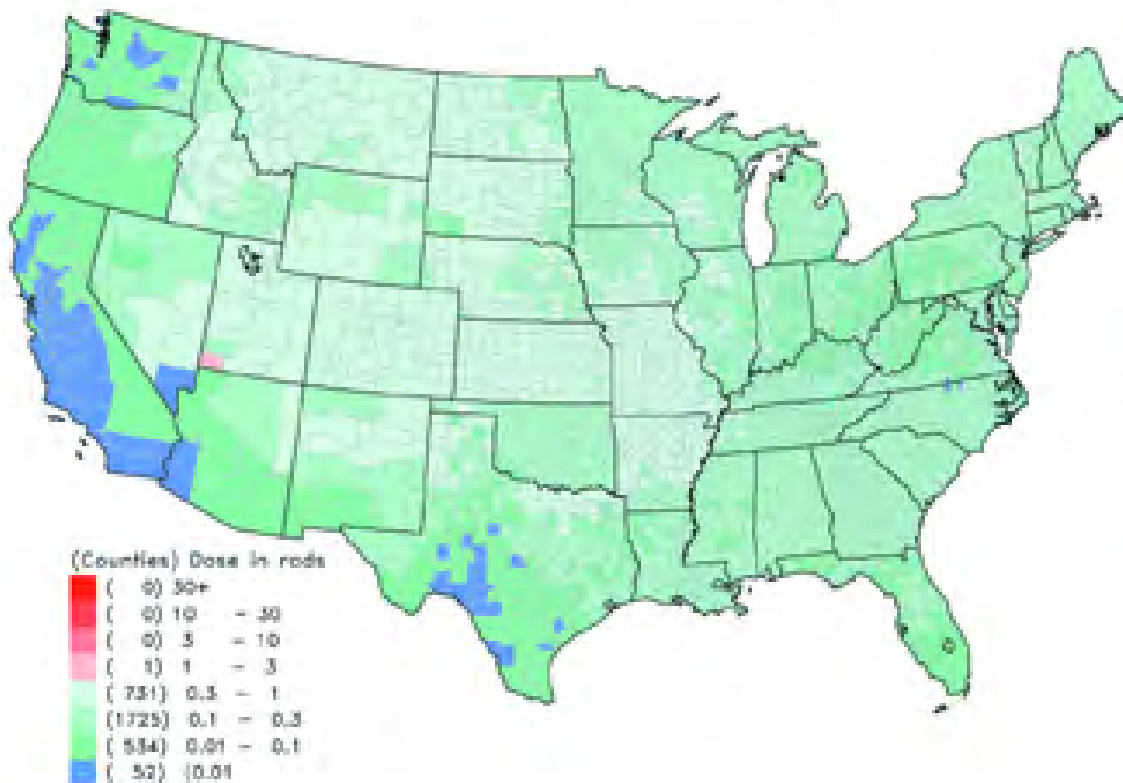 (Counties) Dose in rads
( 0) 30+
( 0) 10 - 30
( 0) 3 - 10
( 1) 1 - 3
( 731) 0.3 - 1
(1725) 0.1 - 0.3
( 534) 0.01 - 0.1
( 52) (0.01